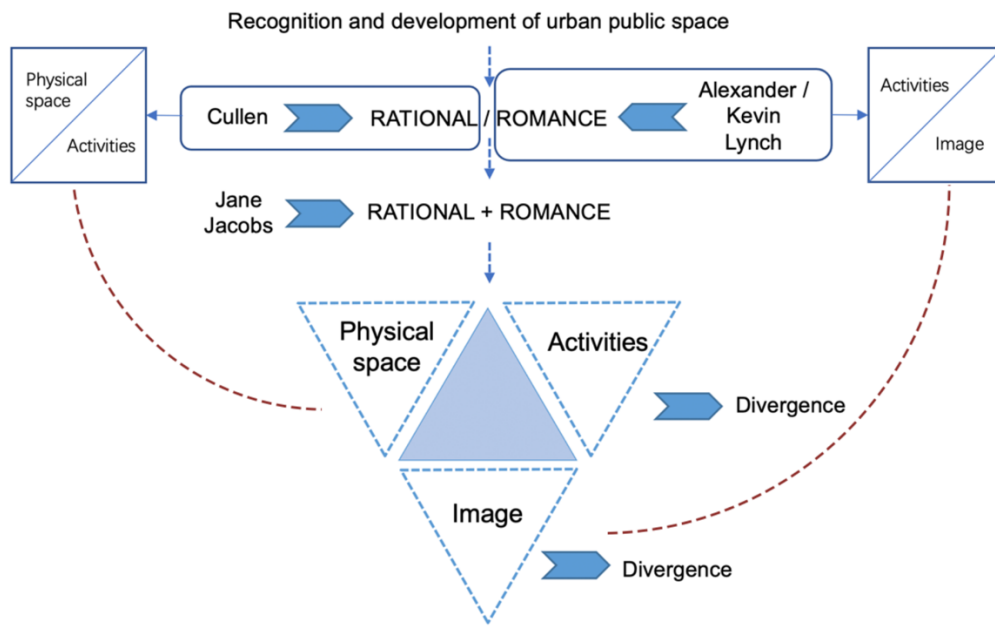 Recognition and development of urban public space
Physical
space
Activities
Cullen
RATIONAL / ROMANCE
Alexander /
Kevin
Lynch
Activities
Image
Jane
Jacobs
RATIONAL + ROMANCE
Physical
space
Activities
Divergence
Image
Divergence